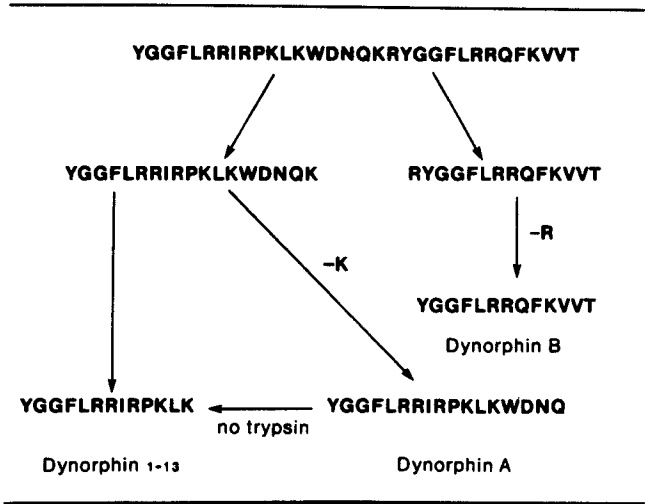 YGGFLRRIRPKLKWDNQKRYGGFLRRQFKVVT
YGGFLRRIRPKLKWDNQK
RYGGFLRRQFKVVT
–R
–K
YGGFLRRQFKVVT
Dynorphin B
YGGFLRRIRPKLK
YGGFLRRIRPKLKWDNQ
no trypsin
Dynorphin 1-13
Dynorphin A